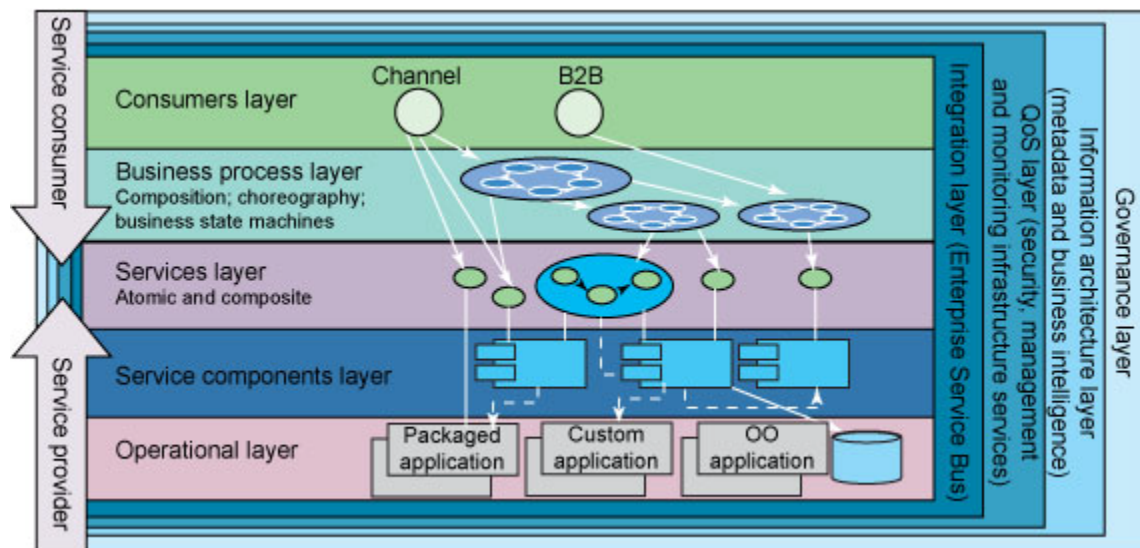 Service consumer
Service provider
Channel
B2B
Consumers layer
Business process layer
Composition; choreography;
business state machines
Services layer
Atomic and composite
Service components layer
Operational layer
Packaged
application
Custom
application
OO
application
Integration layer (Enterprise Service Bus)
QoS layer (security, management
and monitoring infrastructure services)
Information architecture layer
(metadata and business intelligence)
Governance layer